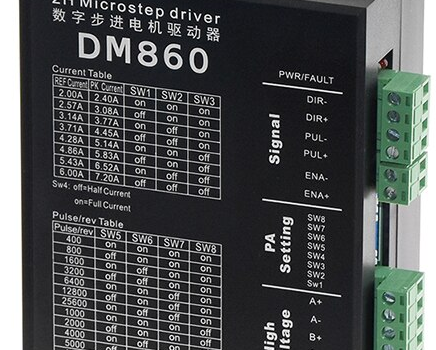 2H Microstep driver
数字步进电机驱动器
DM860
Current Table
REF Current PK Current SW1 SW2 SW3
2.00A 2.40A on on on
2.57A 3.08A off on on
3.14A 3.77A on off on
3.71A 4.45A off off on
4.28A 5.14A on on off
4.86A 5.83A off on off
5.43A 6.52A on off off
6.00A 7.20A off off off
Sw4: off=Half Current
on=Full Current
Pulse/rev Table
Pulse/rev SW5 SW6 SW7 SW8
400 on on on on
800 off on on on
1600 on off on on
3200 off off on on
6400 on on off on
12800 off on off on
25600 on off off on
1000 off off off on
2000 on on on off
4000 off on on off
5000 on off on off
PWR/FAULT
Signal
DIR-
DIR+
PUL-
PUL+
ENA-
ENA+
PA
Setting
SW8
SW7
SW6
SW5
SW4
SW3
SW2
Sw1
High
A+
A-
B+